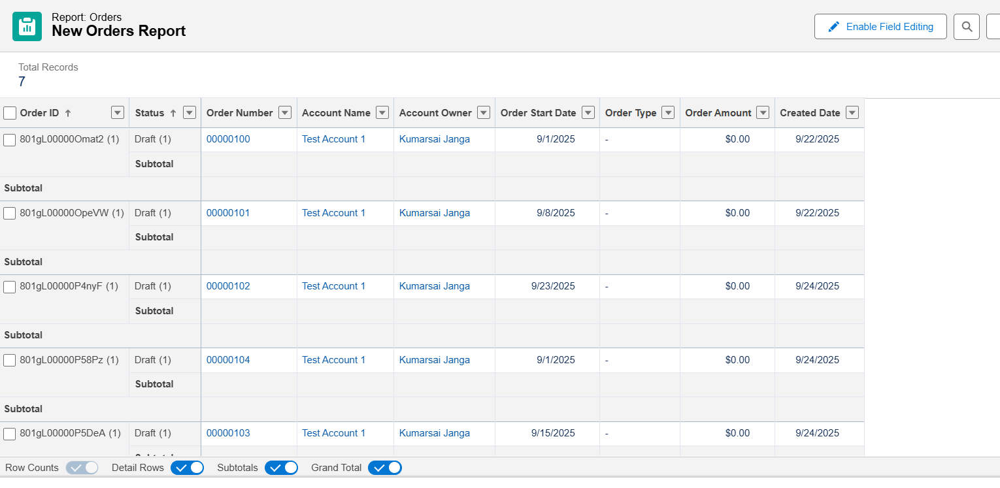 Report: Orders
New Orders Report
Enable Field Editing
Total Records
7
Order ID Status Order Number Account Name Account Owner Order Start Date Order Type Order Amount Created Date
801gL00000Omat2 (1) Draft (1) 00000100 Test Account 1 Kumarsai Janga 9/1/2025 - $0.00 9/22/2025
Subtotal
Subtotal
801gL00000OpeVW (1) Draft (1) 00000101 Test Account 1 Kumarsai Janga 9/8/2025 - $0.00 9/22/2025
Subtotal
Subtotal
801gL00000P4nyF (1) Draft (1) 00000102 Test Account 1 Kumarsai Janga 9/23/2025 - $0.00 9/24/2025
Subtotal
Subtotal
801gL00000P58Pz (1) Draft (1) 00000104 Test Account 1 Kumarsai Janga 9/1/2025 - $0.00 9/24/2025
Subtotal
Subtotal
801gL00000P5DeA (1) Draft (1) 00000103 Test Account 1 Kumarsai Janga 9/15/2025 - $0.00 9/24/2025
Row Counts Detail Rows Subtotals Grand Total